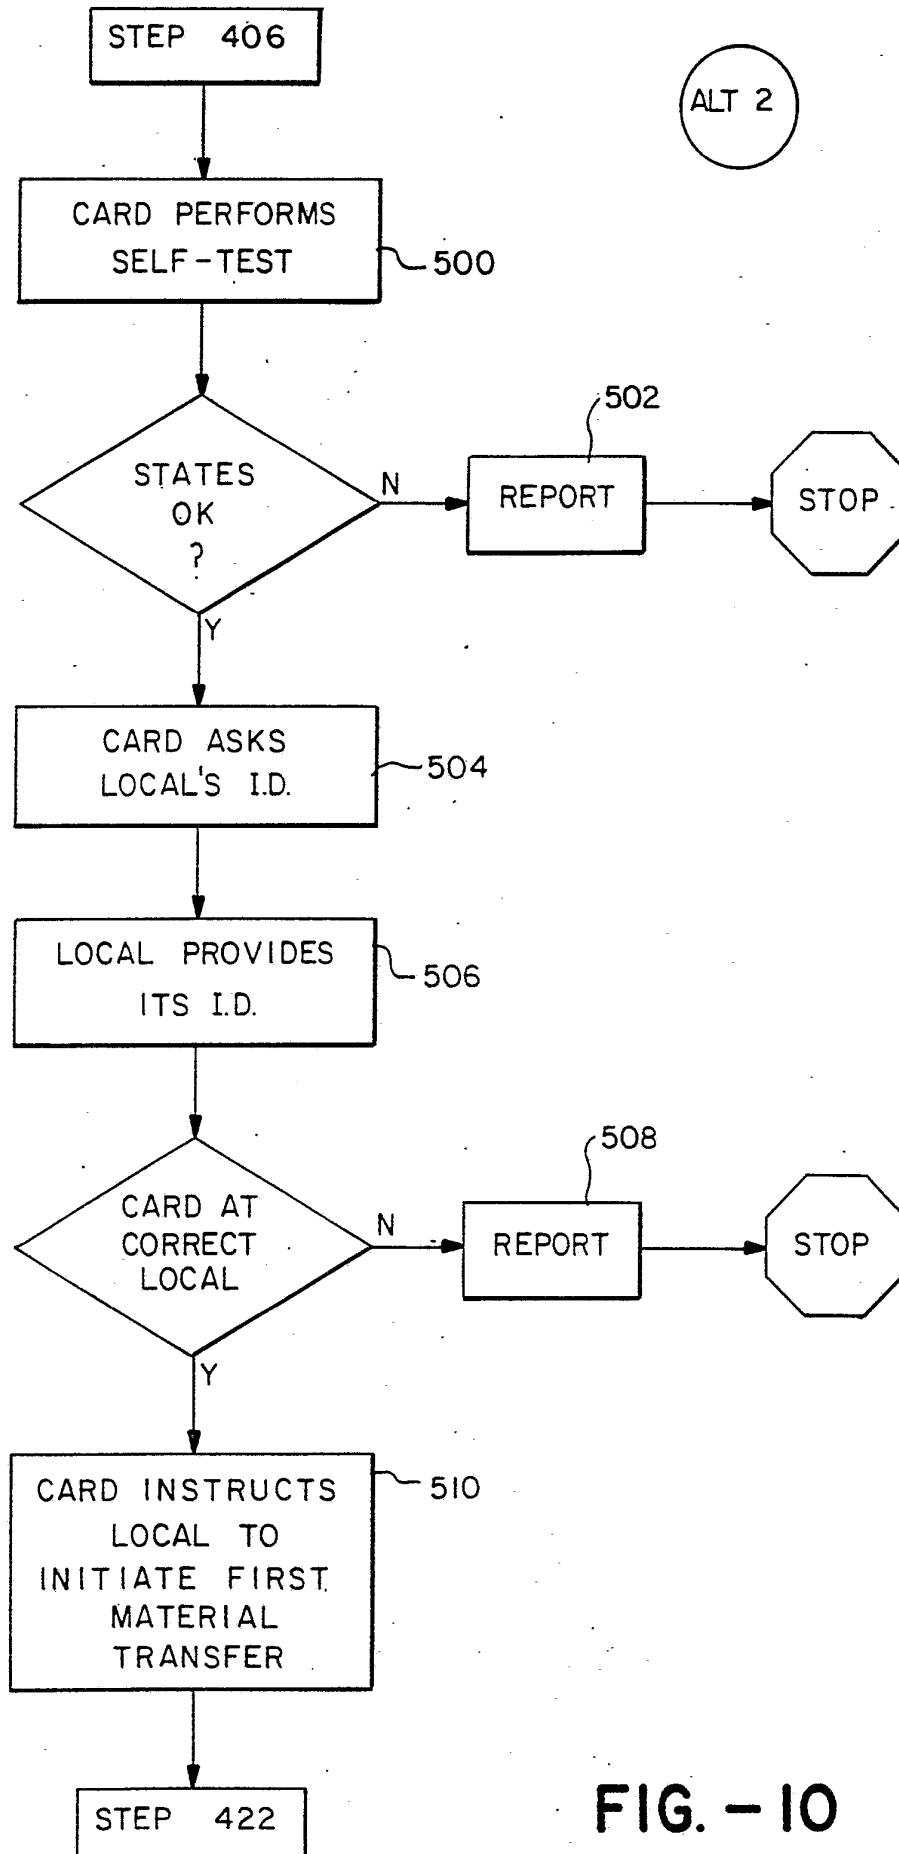 STEP 406
ALT 2
CARD PERFORMS
SELF-TEST
500
STATES
OK
?
N
502
REPORT
STOP
Y
CARD ASKS
LOCAL'S I.D.
504
LOCAL PROVIDES
ITS I.D.
506
CARD AT
CORRECT
LOCAL
N
508
REPORT
STOP
Y
CARD INSTRUCTS
LOCAL TO
INITIATE FIRST
MATERIAL
TRANSFER
510
STEP 422
FIG. - 10